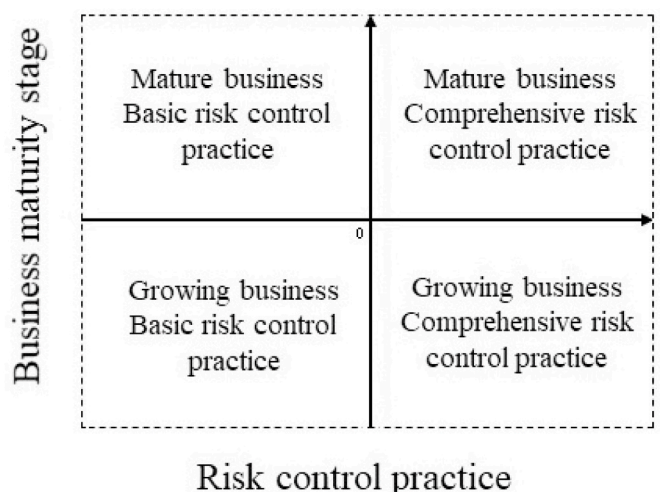 Business maturity stage
Mature business
Basic risk control
practice
Mature business
Comprehensive risk
control practice
0
Growing business
Basic risk control
practice
Growing business
Comprehensive risk
control practice
Risk control practice